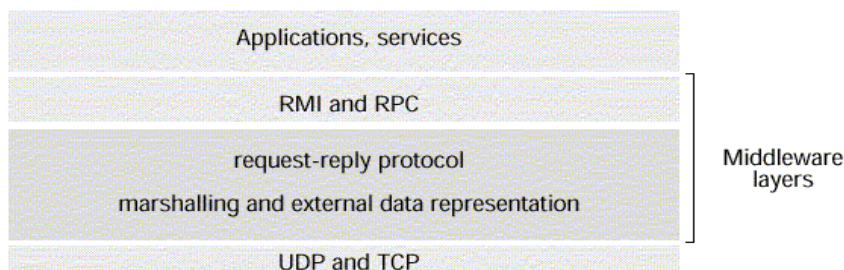 Applications, services
RMI and RPC
request-reply protocol
marshalling and external data representation
Middleware
layers
UDP and TCP